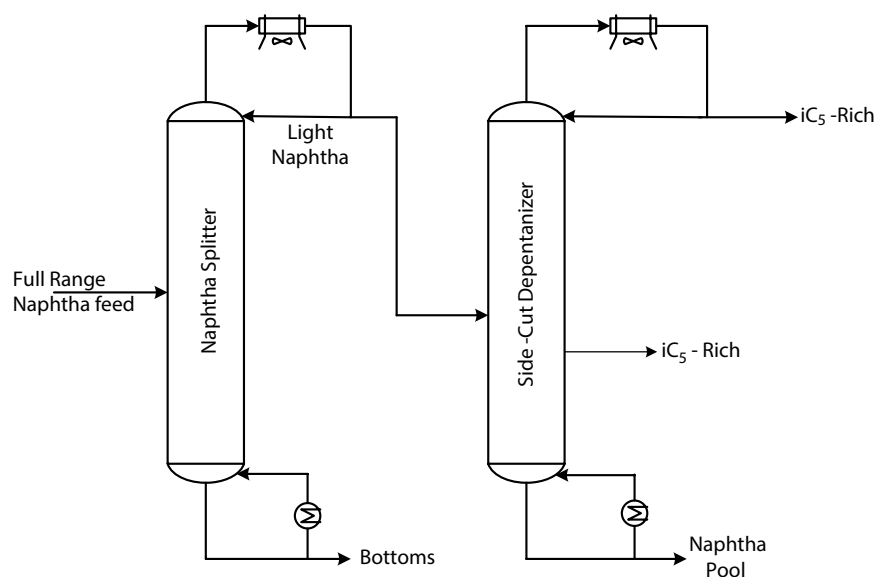 Light
Naphtha
iC₅ -Rich
Naphtha Splitter
Side -Cut Depentanizer
Full Range
Naphtha feed
iC₅ - Rich
Bottoms
Naphtha
Pool